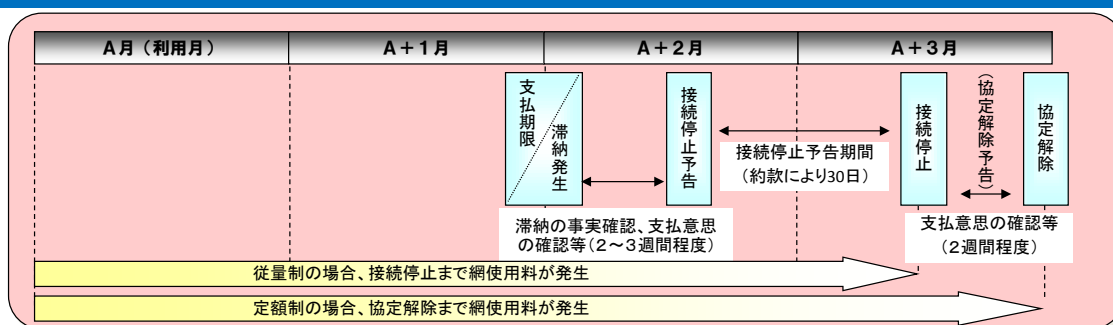 A月(利用月)
A+1月
A+2月
A+3月
支払期限
滞納発生
接続停止予告
接続停止
(協定解除予告)
協定解除
接続停止予告期間
(約款により30日)
滞納の事実確認、支払意思
の確認等(2～3週間程度)
支払意思の確認等
(2週間程度)
従量制の場合、接続停止まで網使用料が発生
定額制の場合、協定解除まで網使用料が発生